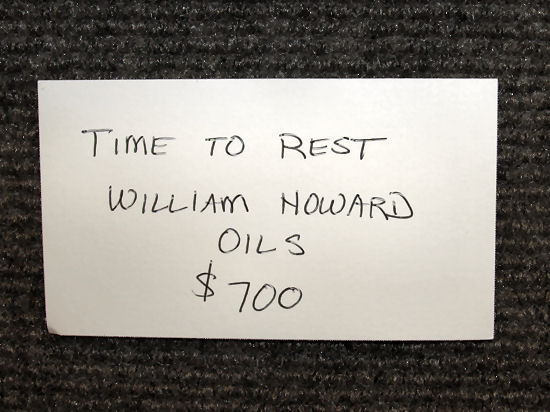 TIME TO REST
WILLIAM HOWARD
OILS
$700